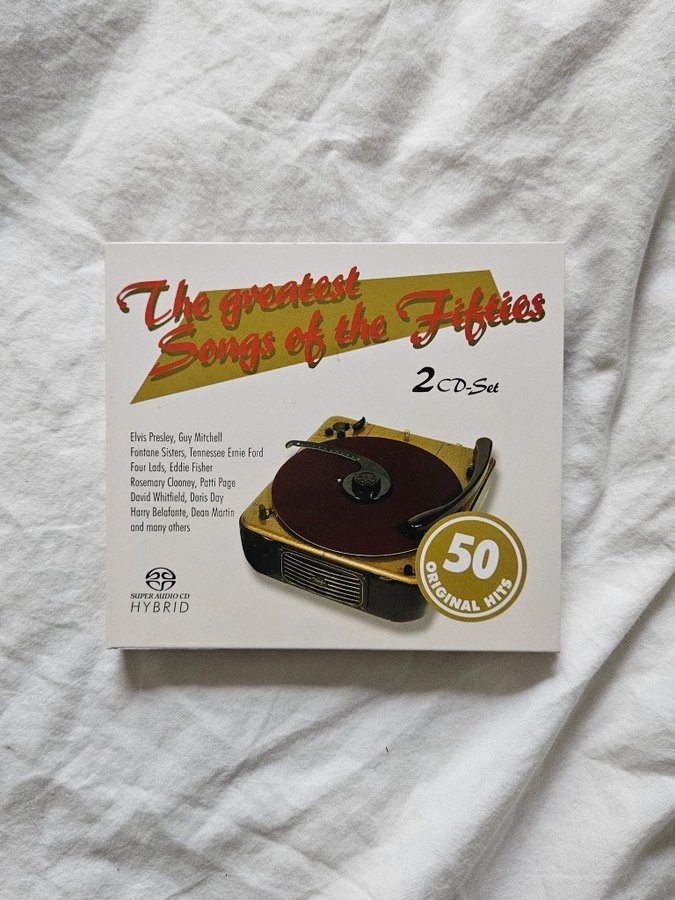 The greatest
Songs of the Fifties
2 CD-Set
Elvis Presley, Guy Mitchell
Fontane Sisters, Tennessee Ernie Ford
Four Lads, Eddie Fisher
Rosemary Clooney, Patti Page
David Whitfield, Doris Day
Harry Belafonte, Dean Martin
and many others
50
ORIGINAL HITS
SUPER AUDIO CD
HYBRID